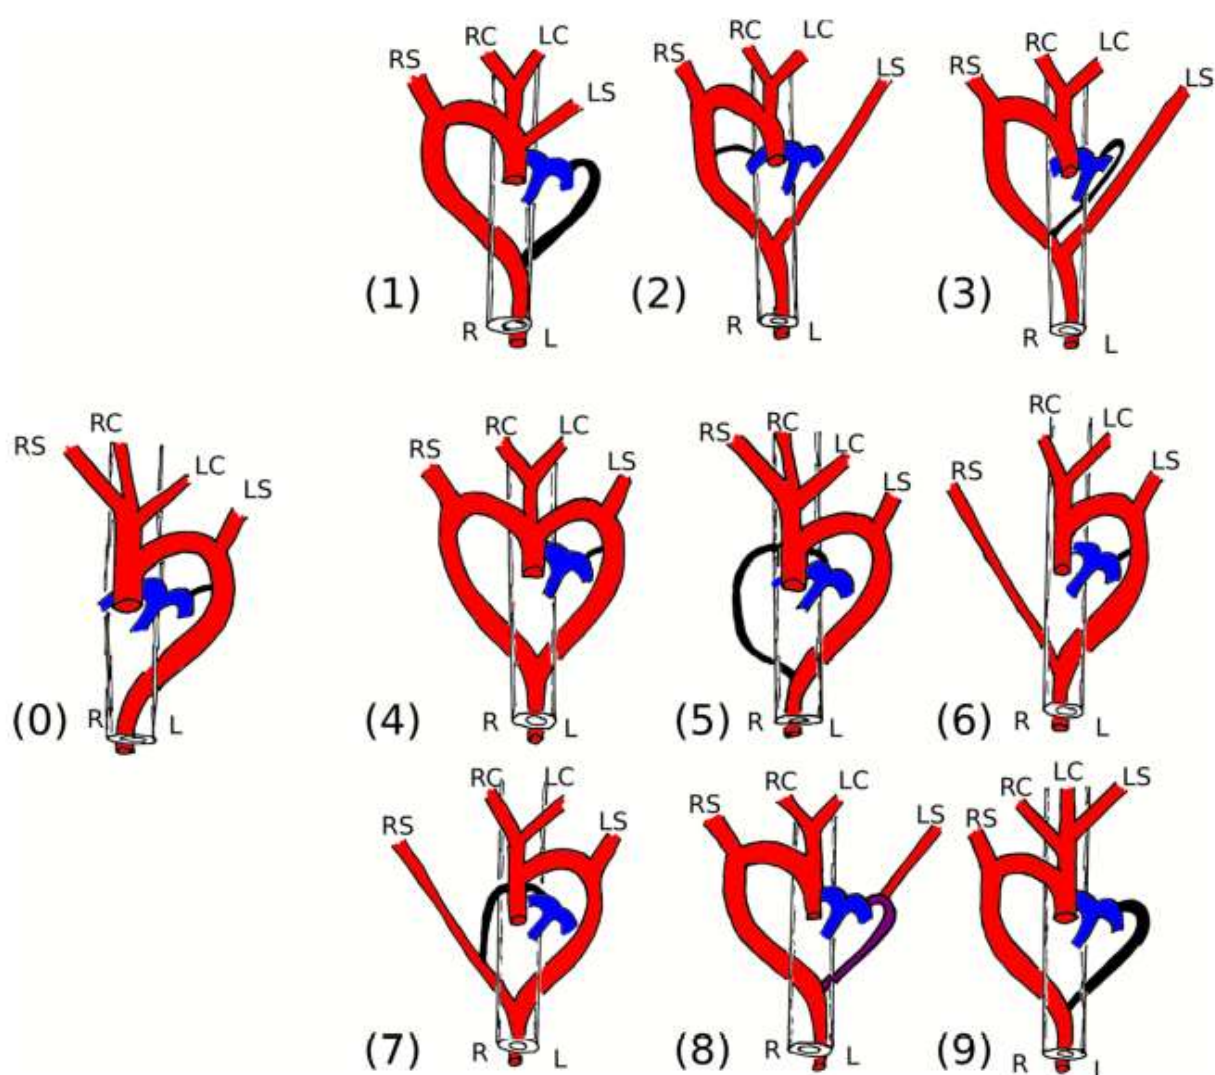 RS RC LC LS
(1) R L
RS RC LC LS
(2) R L
RS RC LC LS
(3) R L
RS RC LC LS
(0) R L
RS RC LC LS
(4) R L
RS RC LC LS
(5) R L
RS RC LC LS
(6) R L
RS RC LC LS
(7) R L
RS RC LC LS
(8) R L
RS RC LC LS
(9) R L